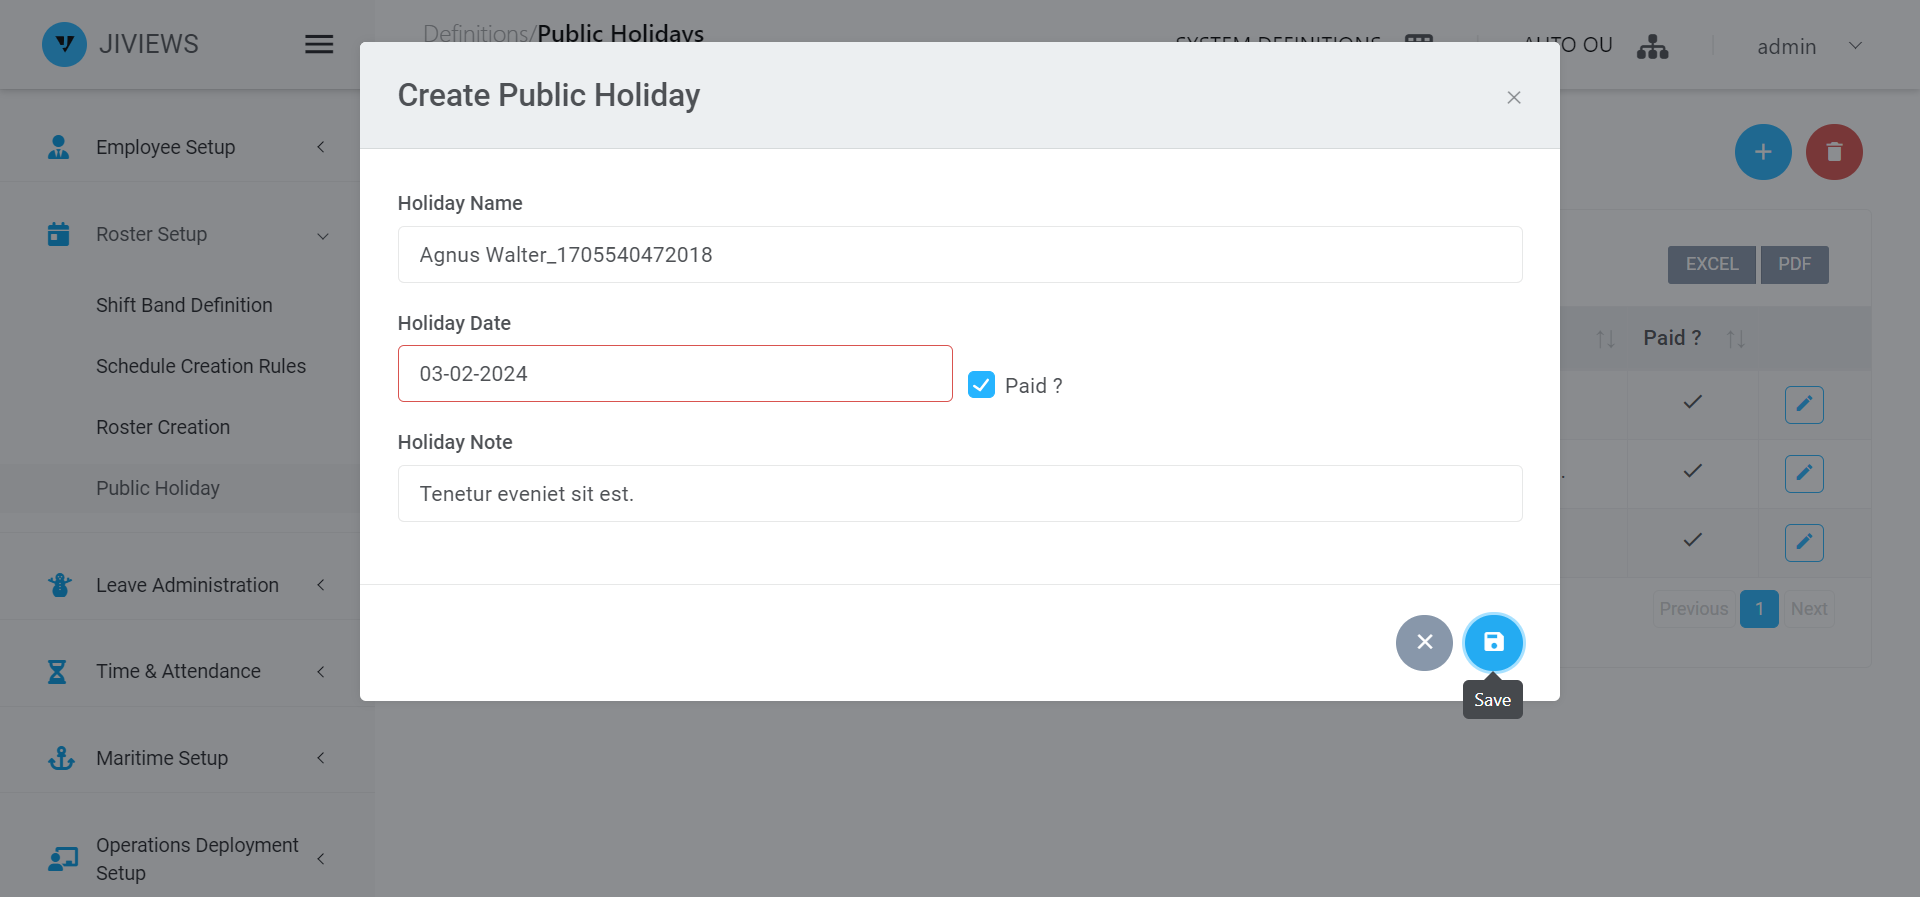 JIVIEWS
Definitions/Public Holidays
SYSTEM DEFINITIONS
AUTO OU
admin
Employee Setup
Roster Setup
Shift Band Definition
Schedule Creation Rules
Roster Creation
Public Holiday
Leave Administration
Time & Attendance
Maritime Setup
Operations Deployment
Setup
Create Public Holiday
Holiday Name
Agnus Walter_1705540472018
Holiday Date
03-02-2024
Paid ?
Holiday Note
Tenetur eveniet sit est.
Save
EXCEL
PDF
Paid ?
.
Previous
1
Next